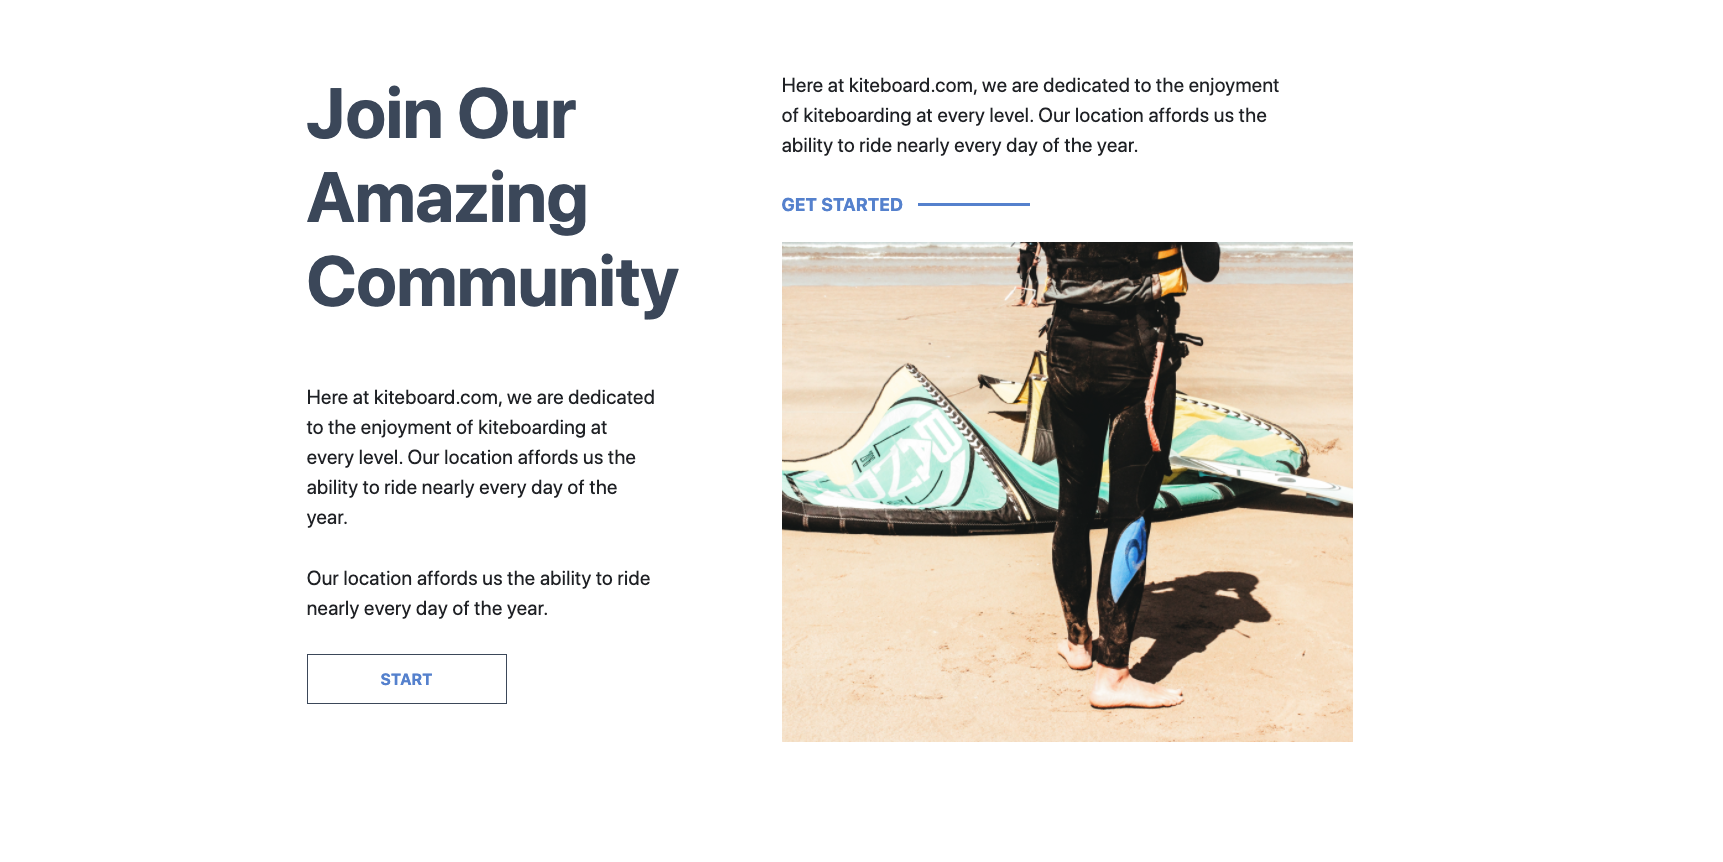 Join Our
Amazing
Community
Here at kiteboard.com, we are dedicated
to the enjoyment of kiteboarding at
every level. Our location affords us the
ability to ride nearly every day of the
year.
Our location affords us the ability to ride
nearly every day of the year.
START
Here at kiteboard.com, we are dedicated to the enjoyment
of kiteboarding at every level. Our location affords us the
ability to ride nearly every day of the year.
GET STARTED